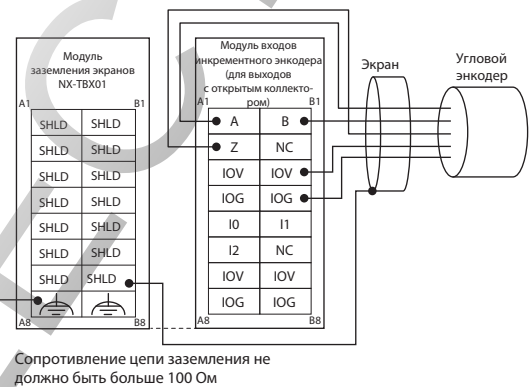 Модуль
заземления экранов
NX-TBX01
A1
B1
SHLD SHLD
SHLD SHLD
SHLD SHLD
SHLD SHLD
SHLD SHLD
SHLD SHLD
SHLD SHLD
A8
B8
Модуль входов
инкрементного энкодера
(для выходов
с открытым коллекто-
ром)
A1
B1
A B
Z NC
IOV IOV
IOG IOG
I0 I1
I2 NC
IOV IOV
IOG IOG
A8
B8
Экран
Угловой
энкодер
Сопротивление цепи заземления не
должно быть больше 100 Ом